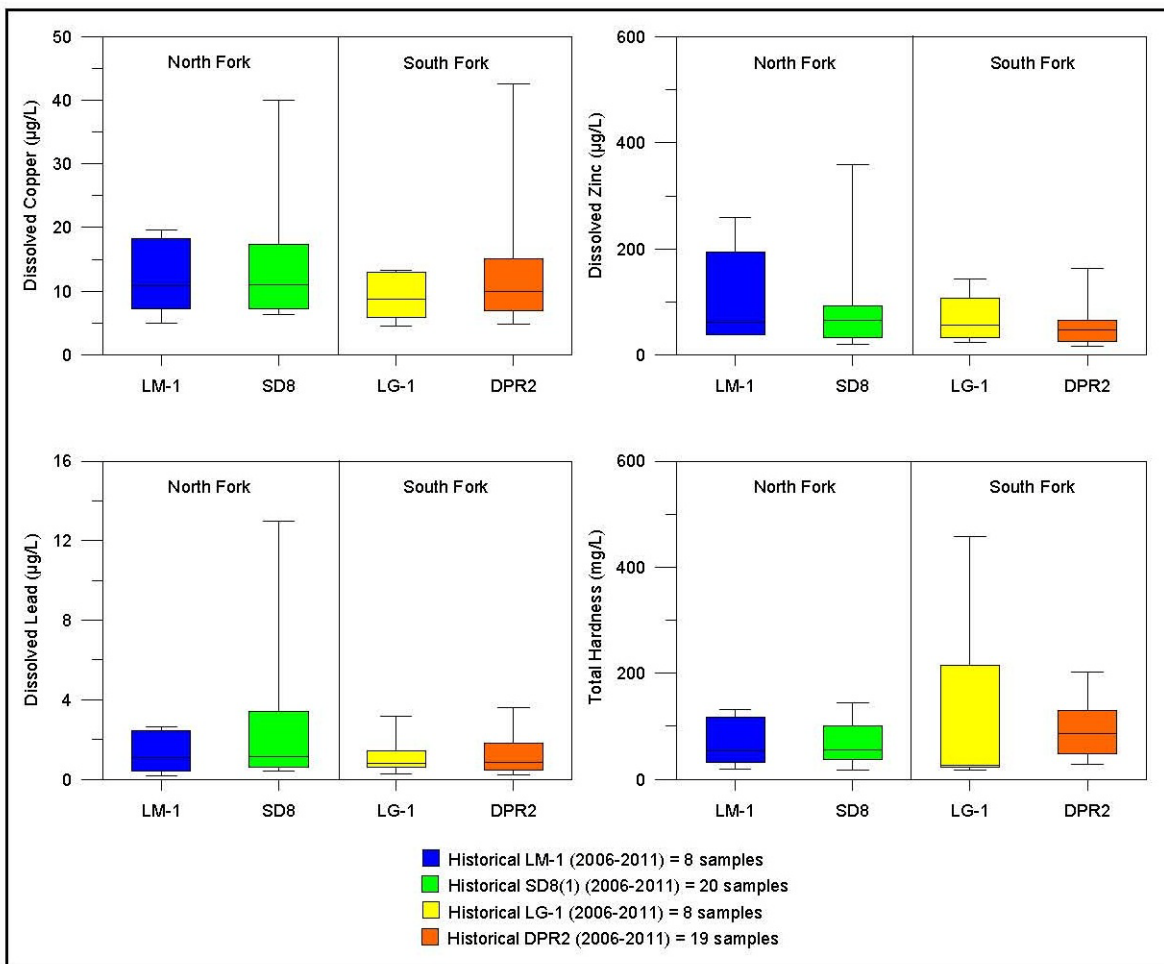 Dissolved Copper (µg/L)
50
40
30
20
10
0
North Fork
South Fork
LM-1
SD8
LG-1
DPR2
Dissolved Zinc (µg/L)
600
400
200
0
North Fork
South Fork
LM-1
SD8
LG-1
DPR2
Dissolved Lead (µg/L)
16
12
8
4
0
North Fork
South Fork
LM-1
SD8
LG-1
DPR2
Total Hardness (mg/L)
600
400
200
0
North Fork
South Fork
LM-1
SD8
LG-1
DPR2
Historical LM-1 (2006-2011) = 8 samples
Historical SD8(1) (2006-2011) = 20 samples
Historical LG-1 (2006-2011) = 8 samples
Historical DPR2 (2006-2011) = 19 samples